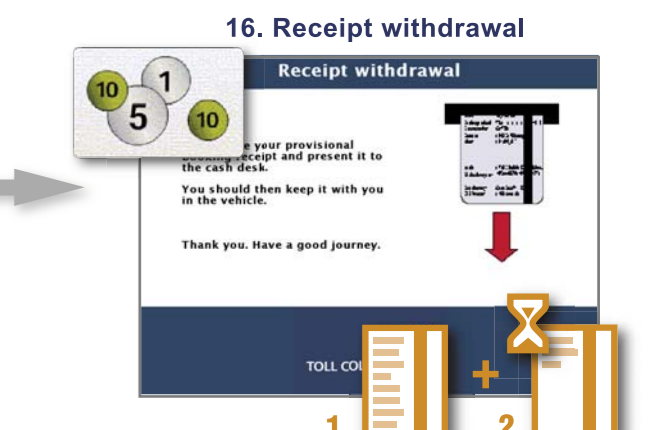 16. Receipt withdrawal
Receipt withdrawal
10 1
5 10
your provisional
booking receipt and present it to
the cash desk.
You should then keep it with you
in the vehicle.
Thank you. Have a good journey.
TOLL
+
1 2